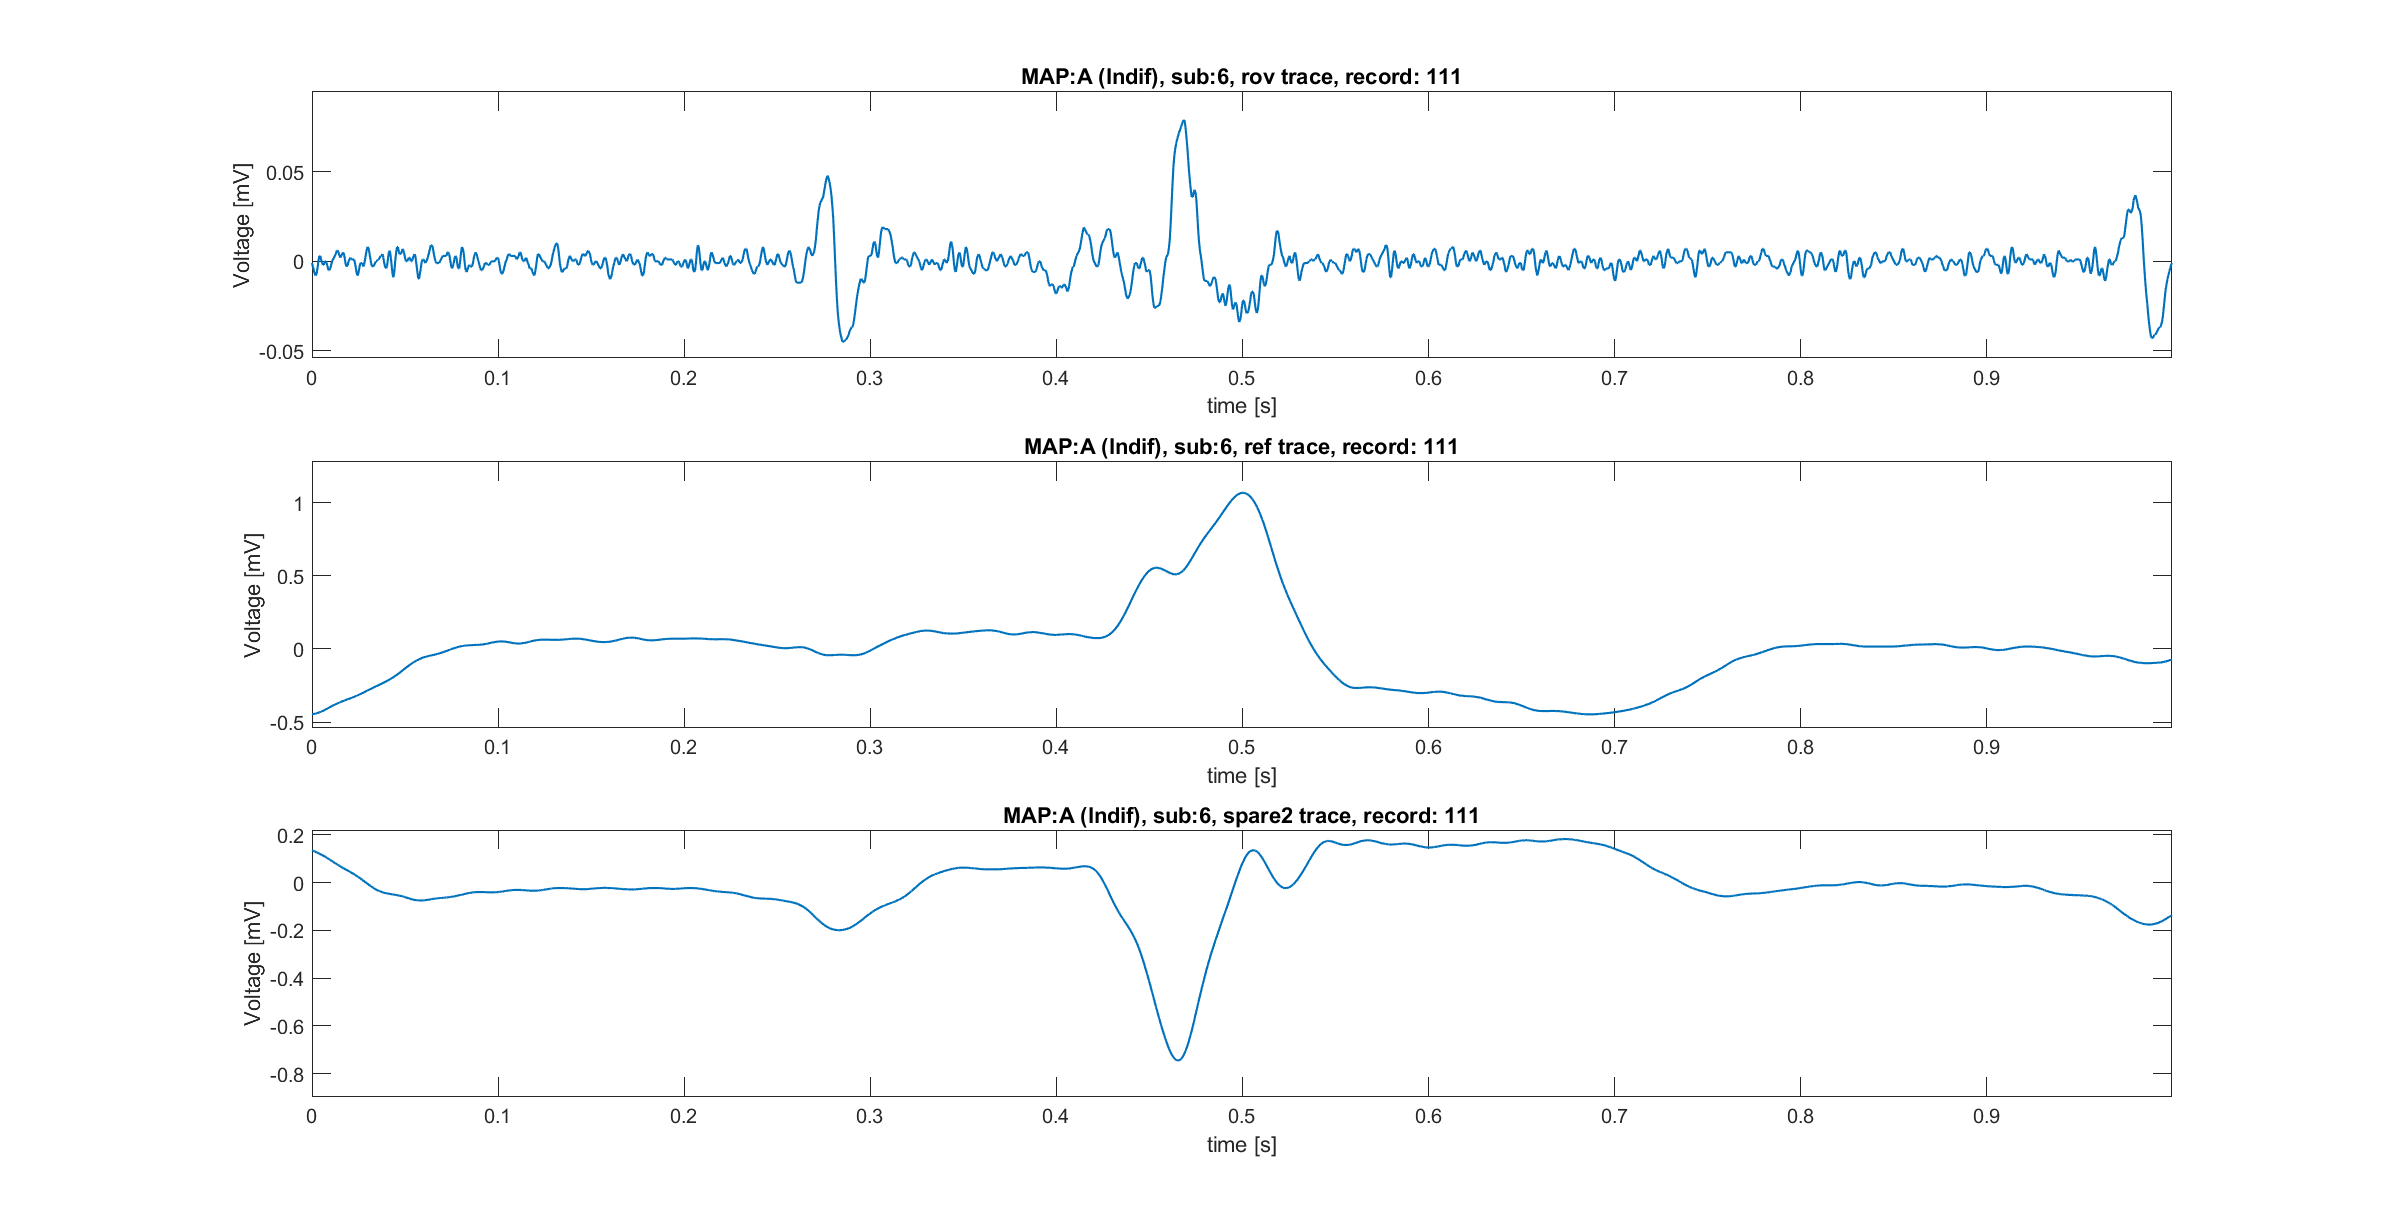 MAP:A (Indif), sub:6, rov trace, record: 111
Voltage [mV]
0.05
0
-0.05
0 0.1 0.2 0.3 0.4 0.5 0.6 0.7 0.8 0.9
time [s]
MAP:A (Indif), sub:6, ref trace, record: 111
Voltage [mV]
1
0.5
0
-0.5
0 0.1 0.2 0.3 0.4 0.5 0.6 0.7 0.8 0.9
time [s]
MAP:A (Indif), sub:6, spare2 trace, record: 111
Voltage [mV]
0.2
0
-0.2
-0.4
-0.6
-0.8
0 0.1 0.2 0.3 0.4 0.5 0.6 0.7 0.8 0.9
time [s]